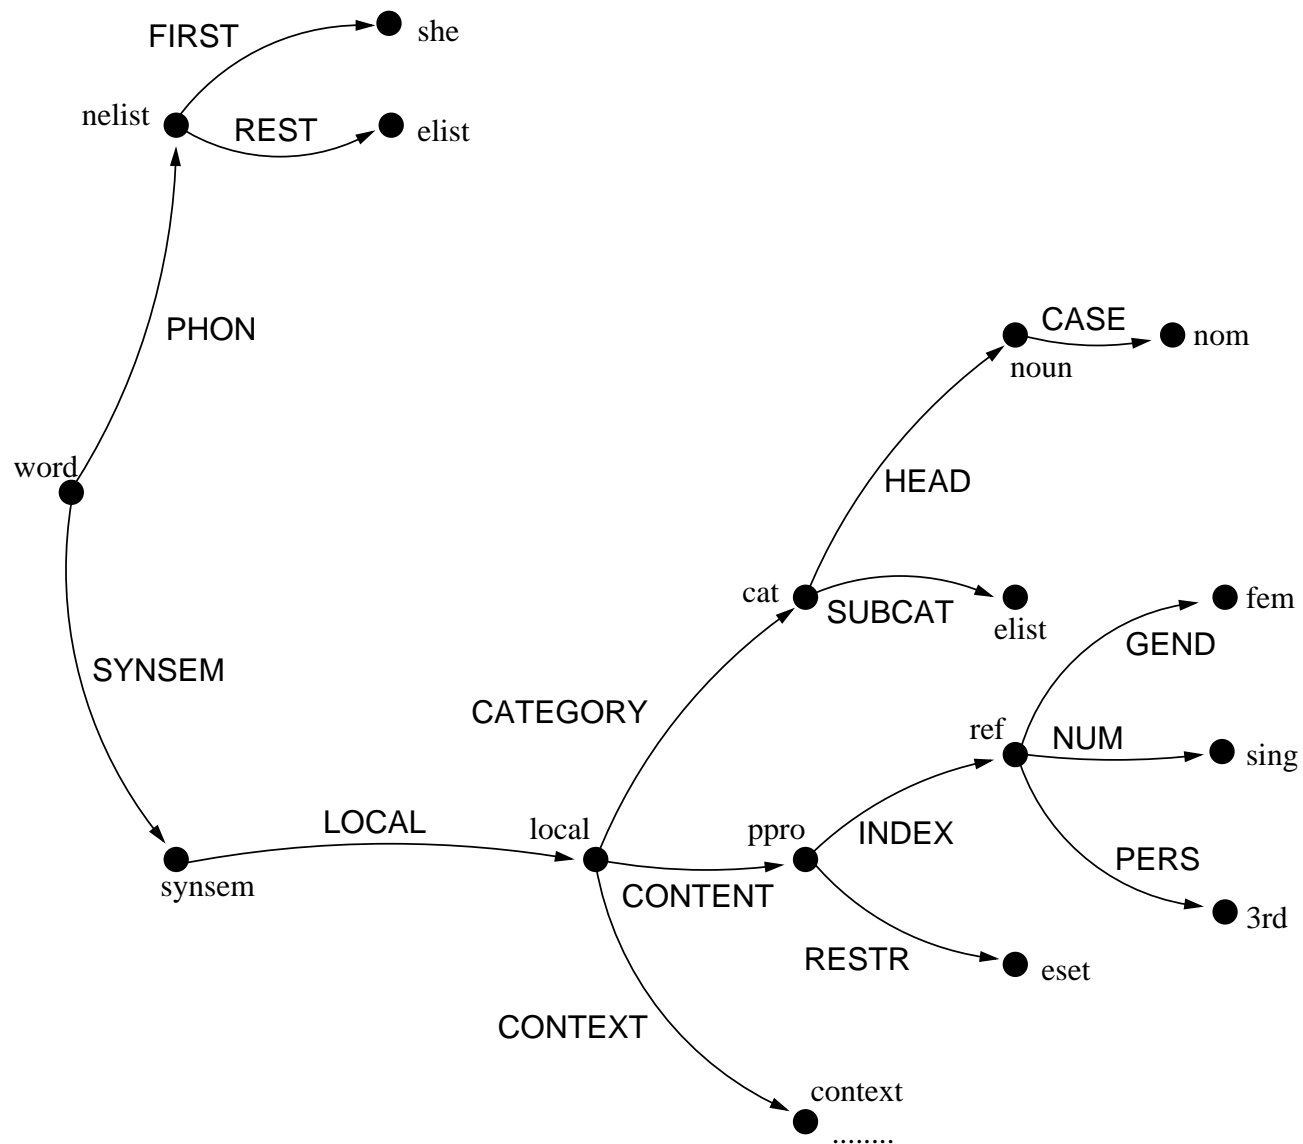 FIRST
she
nelist
REST
elist
PHON
CASE
nom
noun
word
HEAD
cat
SUBCAT
elist
fem
GEND
SYNSEM
CATEGORY
ref
NUM
sing
LOCAL
local
ppro
INDEX
PERS
synsem
CONTENT
3rd
RESTR
eset
CONTEXT
context
........